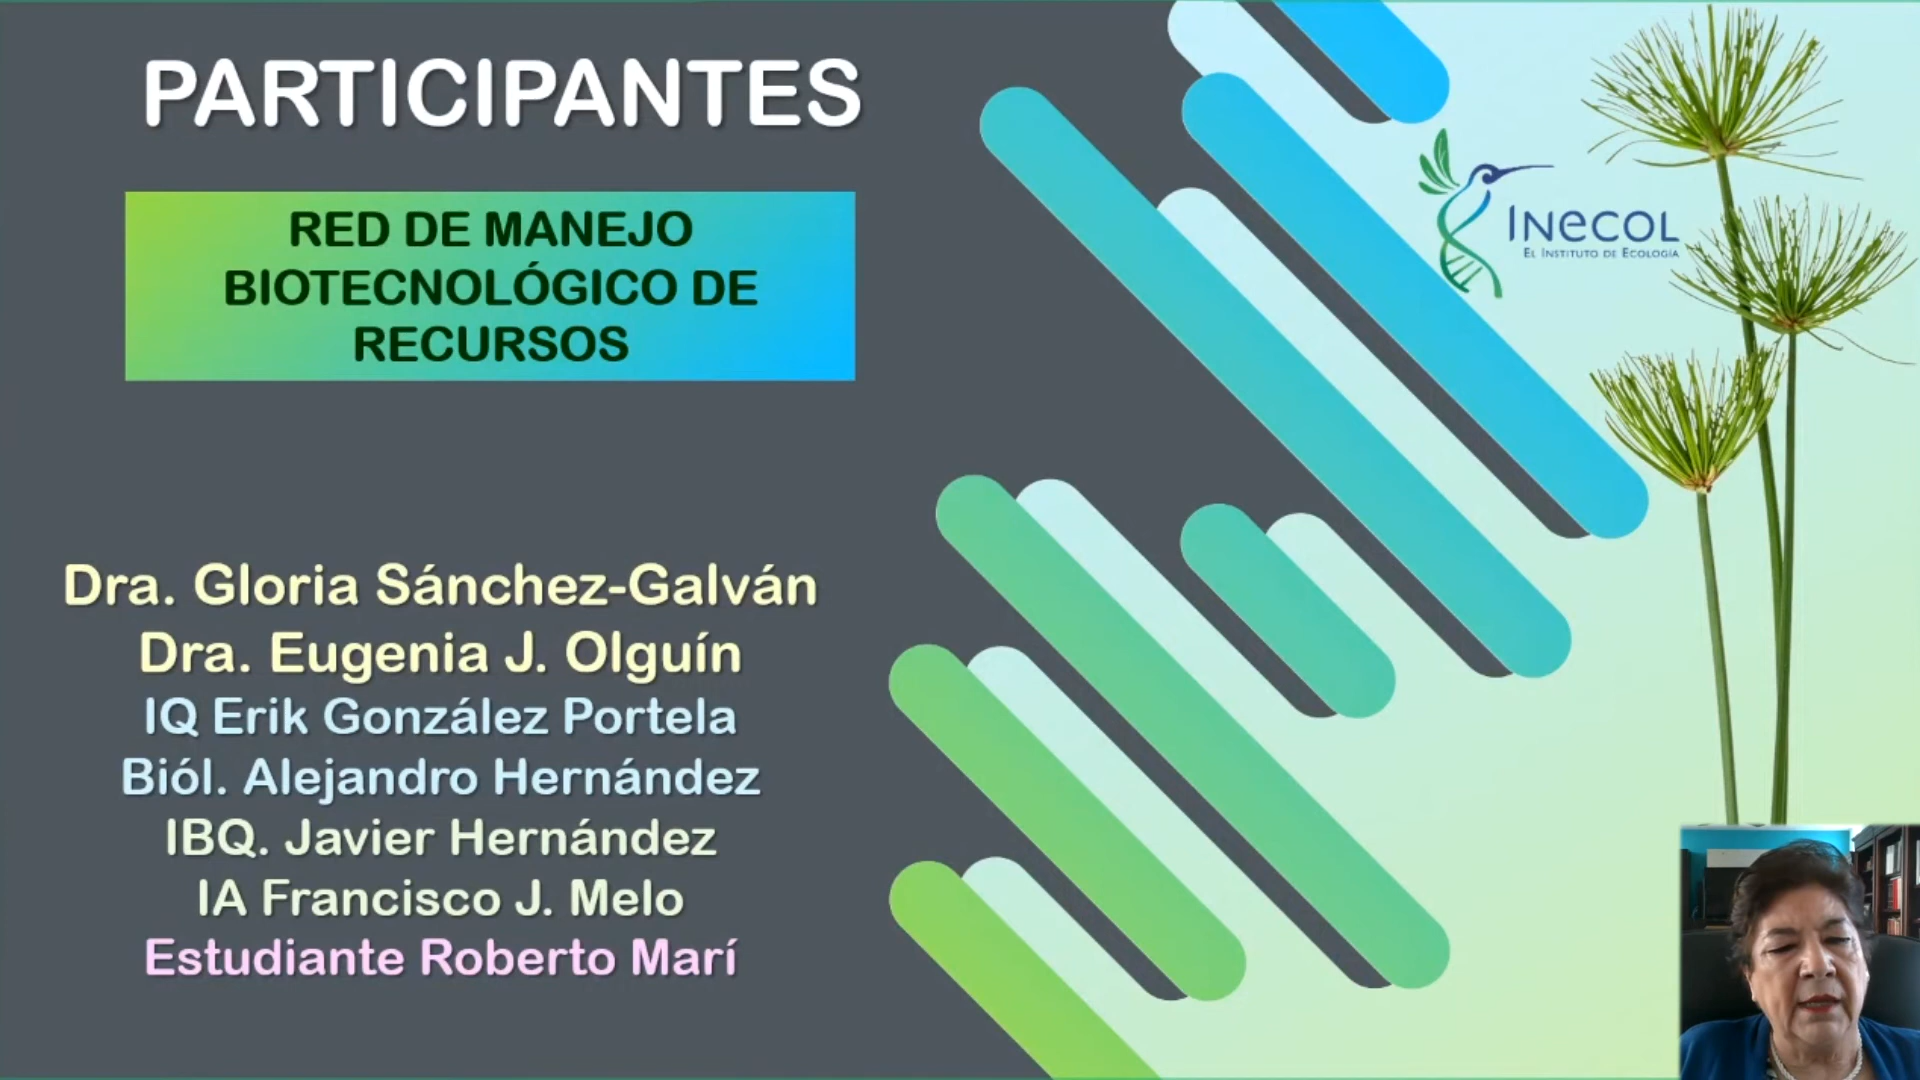 PARTICIPANTES
RED DE MANEJO
BIOTECNOLÓGICO DE
RECURSOS
INECOL
EL INSTITUTO DE ECOLOGÍA
Dra. Gloria Sánchez-Galván
Dra. Eugenia J. Olguín
IQ Erik González Portela
Biól. Alejandro Hernández
IBQ. Javier Hernández
IA Francisco J. Melo
Estudiante Roberto Marí